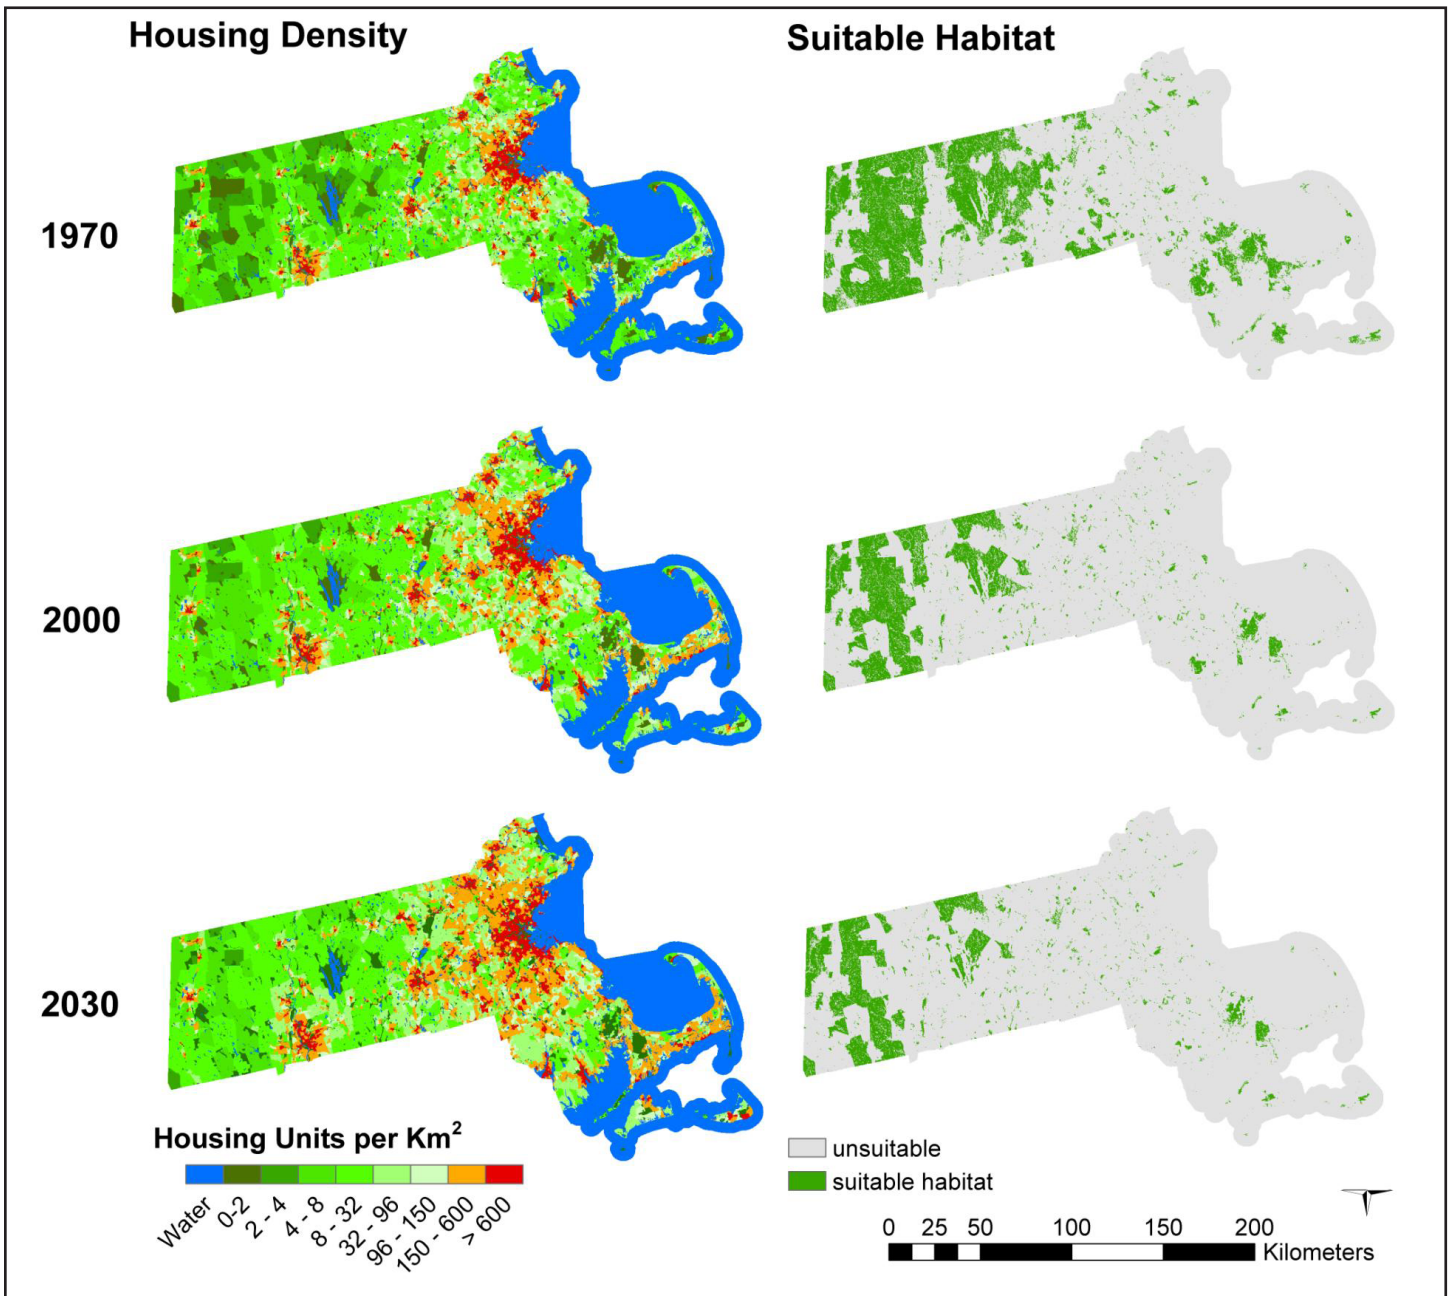 Housing Density
Suitable Habitat
1970
2000
2030
Housing Units per Km²
Water
0-2
2 - 4
4 - 8
8 - 32
32 - 96
96 - 150
150 - 600
> 600
unsuitable
suitable habitat
0 25 50 100 150 200
Kilometers